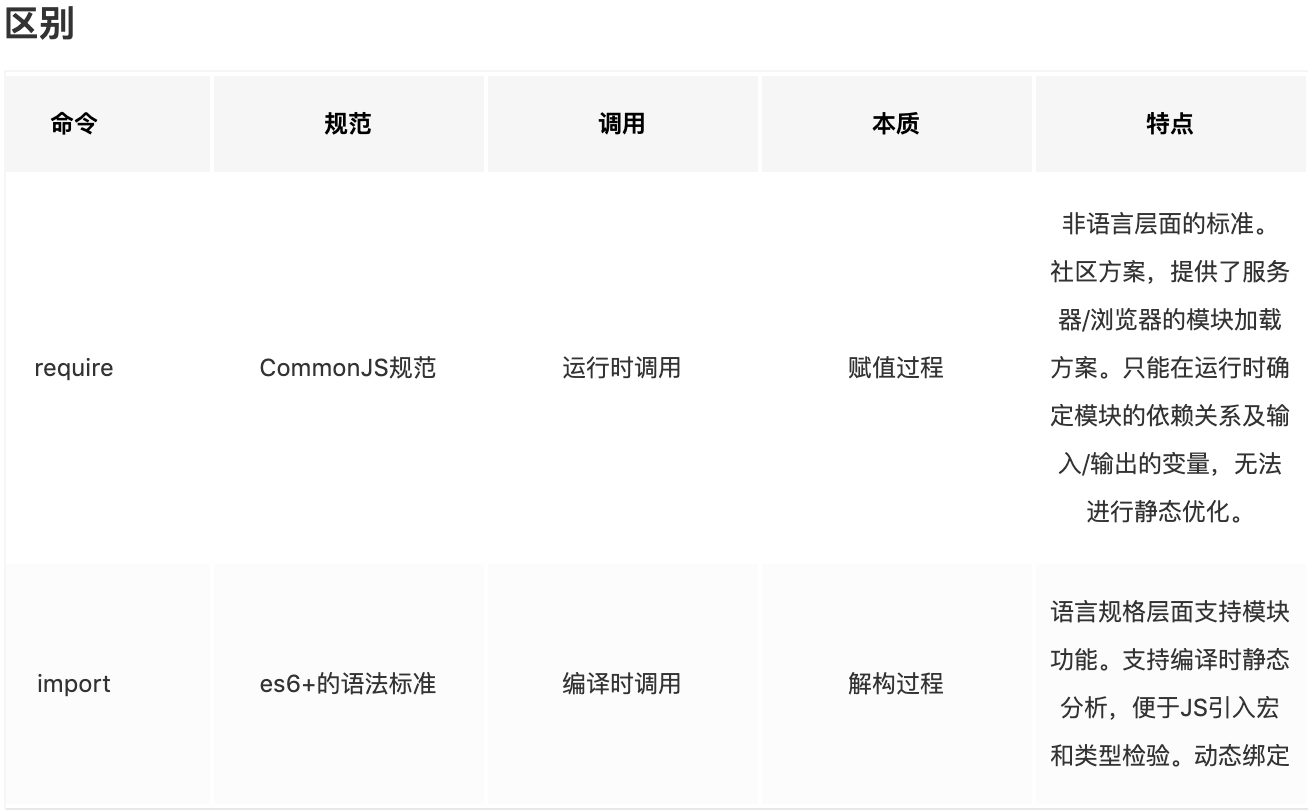 区别
命令 规范 调用 本质 特点
require CommonJS规范 运行时调用 赋值过程
非语言层面的标准。
社区方案，提供了服务
器/浏览器的模块加载
方案。只能在运行时确
定模块的依赖关系及输
入/输出的变量，无法
进行静态优化。
import es6+的语法标准 编译时调用 解构过程
语言规格层面支持模块
功能。支持编译时静态
分析，便于JS引入宏
和类型检验。动态绑定